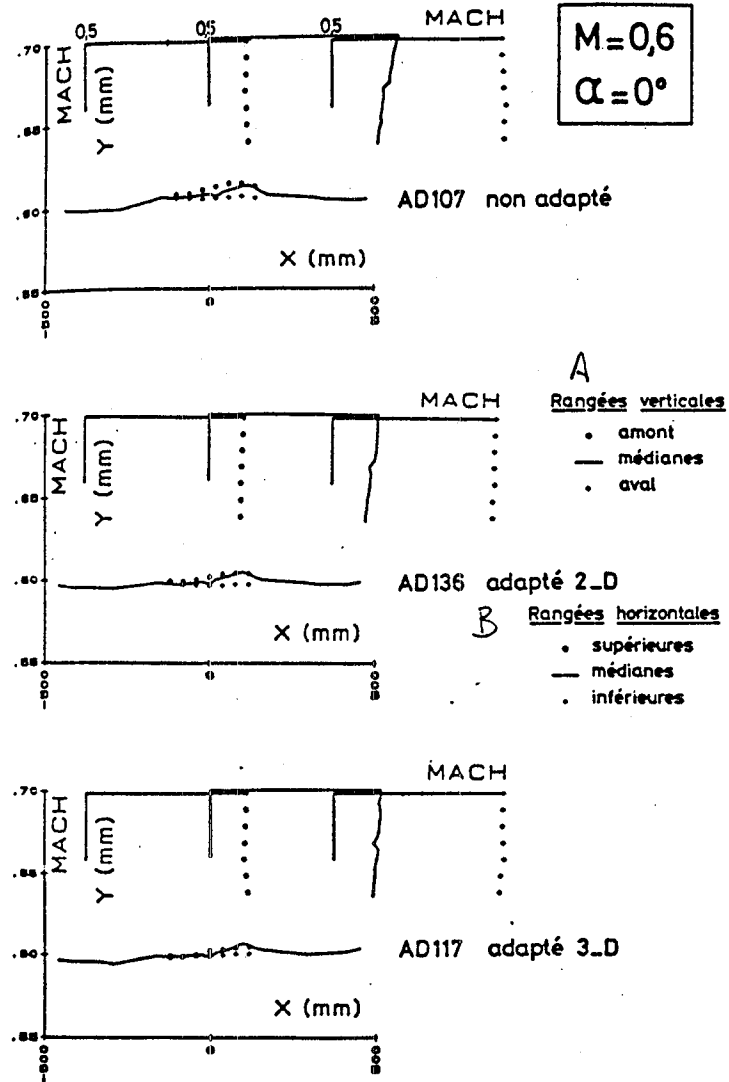 0,5
0,5
0,5
MACH
M=0,6
α=0°
.70
MACH
Y (mm)
.65
.60
AD107 non adapté
X (mm)
.55
-500
0
500
A
MACH
Rangées verticales
.70
MACH
Y (mm)
• amont
— médianes
.65
• aval
.60
AD136 adapté 2_D
B
Rangées horizontales
X (mm)
• supérieures
.55
— médianes
• inférieures
-500
0
500
MACH
.70
MACH
Y (mm)
.65
.60
AD117 adapté 3_D
X (mm)
.55
-500
0
500